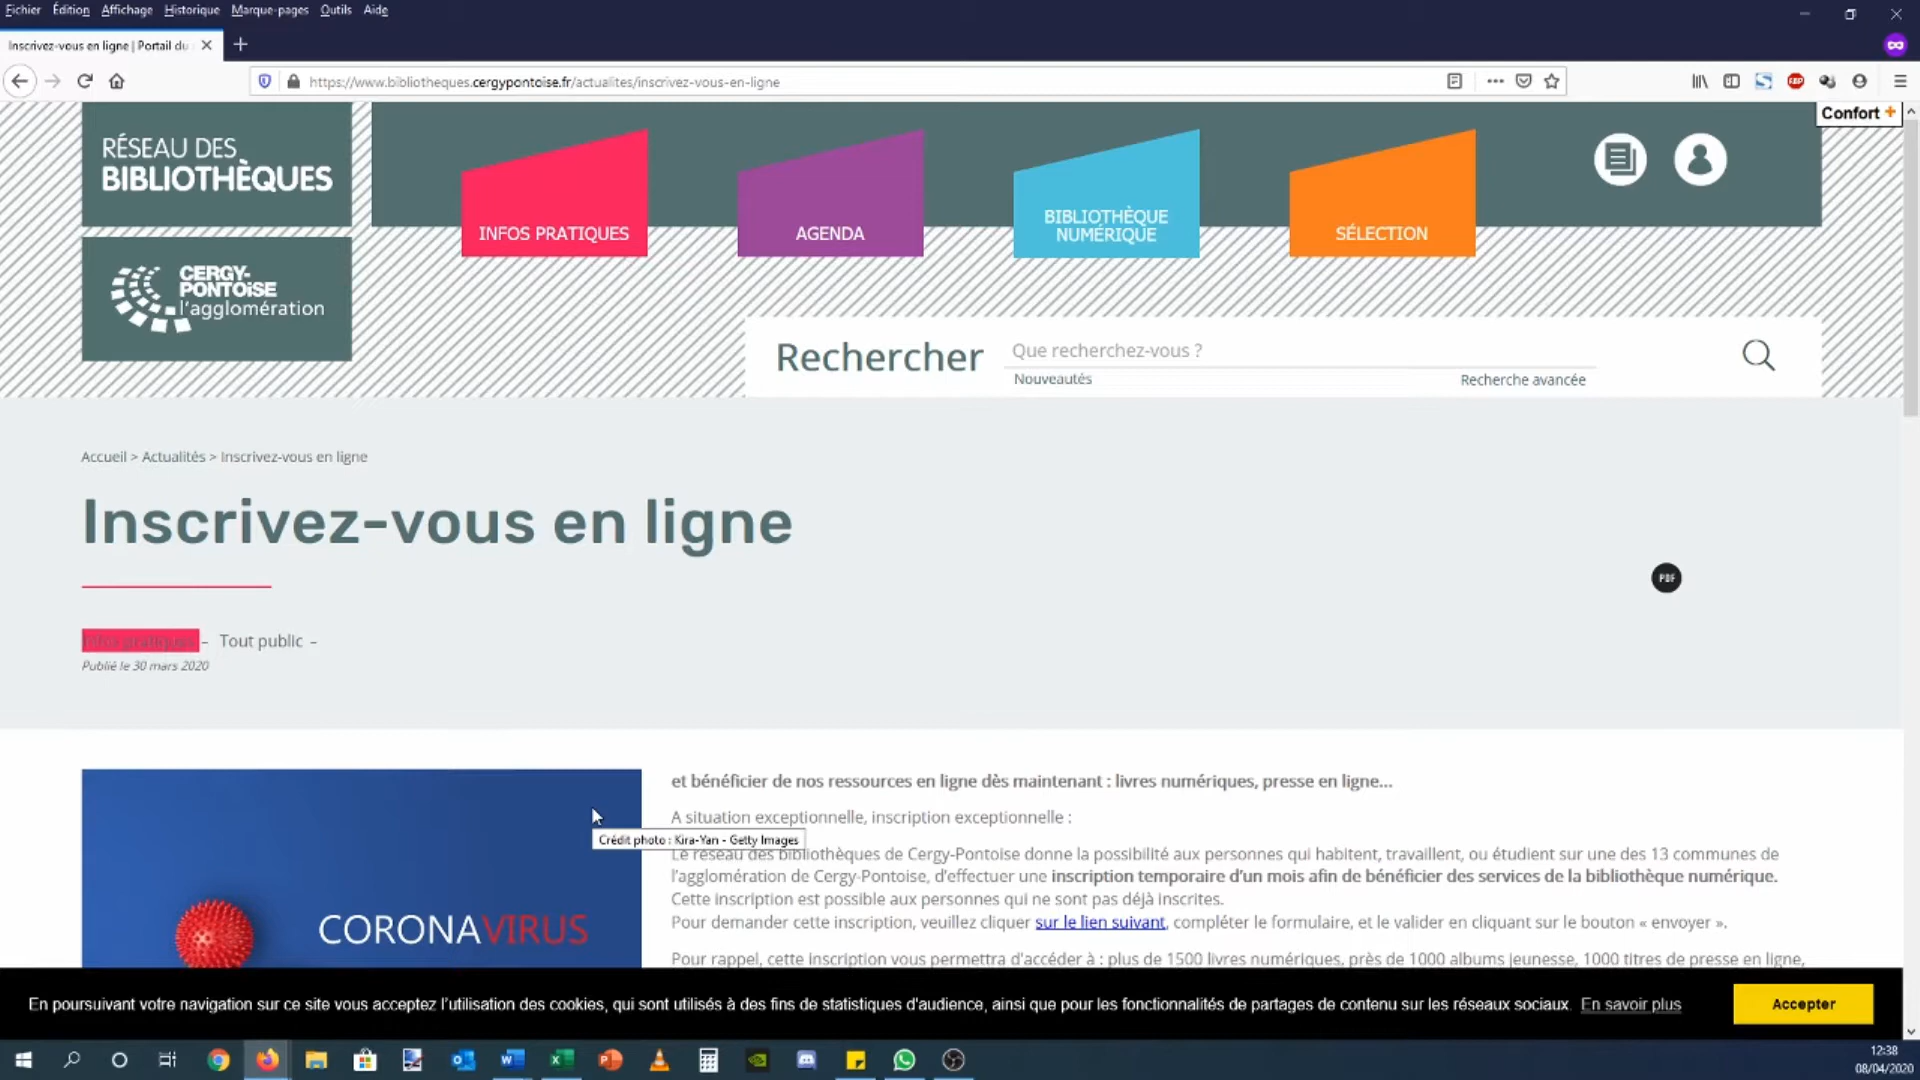 Fichier Édition Affichage Historique Marque-pages Outils Aide
Inscrivez-vous en ligne | Portail du
https://www.bibliotheques.cergypontoise.fr/actualites/inscrivez-vous-en-ligne
Confort +
RÉSEAU DES
BIBLIOTHÈQUES
INFOS PRATIQUES
AGENDA
BIBLIOTHÈQUE
NUMÉRIQUE
SÉLECTION
CERGY-
PONTOiSE
l'agglomération
Rechercher
Que recherchez-vous ?
Nouveautés
Recherche avancée
Accueil > Actualités > Inscrivez-vous en ligne
Inscrivez-vous en ligne
PDF
Infos pratiques – Tout public –
Publié le 30 mars 2020
CORONAVIRUS
Crédit photo : Kira-Yan - Getty Images
et bénéficier de nos ressources en ligne dès maintenant : livres numériques, presse en ligne...
A situation exceptionnelle, inscription exceptionnelle :
Le réseau des bibliothèques de Cergy-Pontoise donne la possibilité aux personnes qui habitent, travaillent, ou étudient sur une des 13 communes de
l'agglomération de Cergy-Pontoise, d'effectuer une inscription temporaire d'un mois afin de bénéficier des services de la bibliothèque numérique.
Cette inscription est possible aux personnes qui ne sont pas déjà inscrites.
Pour demander cette inscription, veuillez cliquer sur le lien suivant, compléter le formulaire, et le valider en cliquant sur le bouton « envoyer ».
Pour rappel, cette inscription vous permettra d'accéder à : plus de 1500 livres numériques, près de 1000 albums jeunesse, 1000 titres de presse en ligne,
En poursuivant votre navigation sur ce site vous acceptez l'utilisation des cookies, qui sont utilisés à des fins de statistiques d'audience, ainsi que pour les fonctionnalités de partages de contenu sur les réseaux sociaux. En savoir plus
Accepter
12:38
08/04/2020